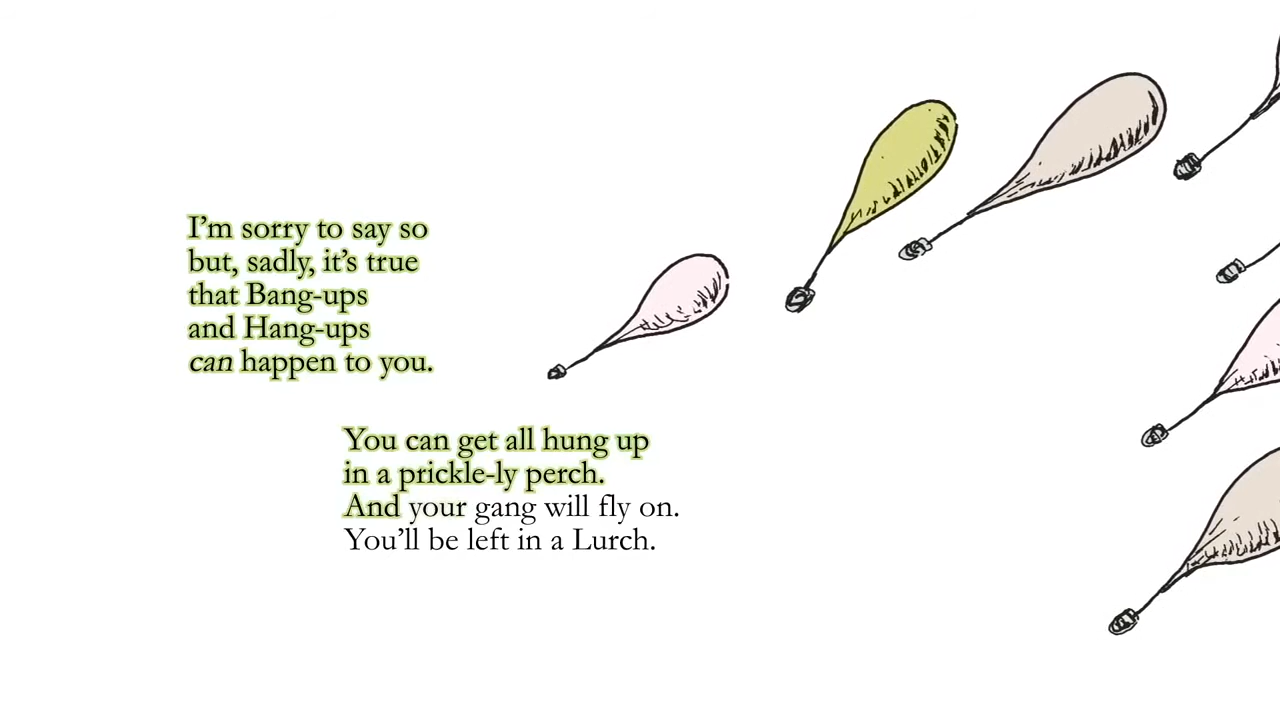 I'm sorry to say so
but, sadly, it's true
that Bang-ups
and Hang-ups
can happen to you.
You can get all hung up
in a prickle-ly perch.
And your gang will fly on.
You'll be left in a Lurch.